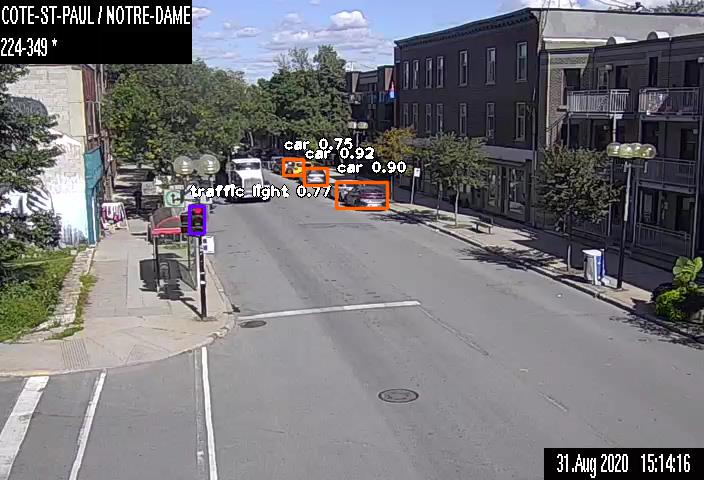 COTE-ST-PAUL / NOTRE-DAME
224-349 *
car 0.75
car 0.92
car 0.90
traffic light 0.77
31.Aug 2020 15:14:16